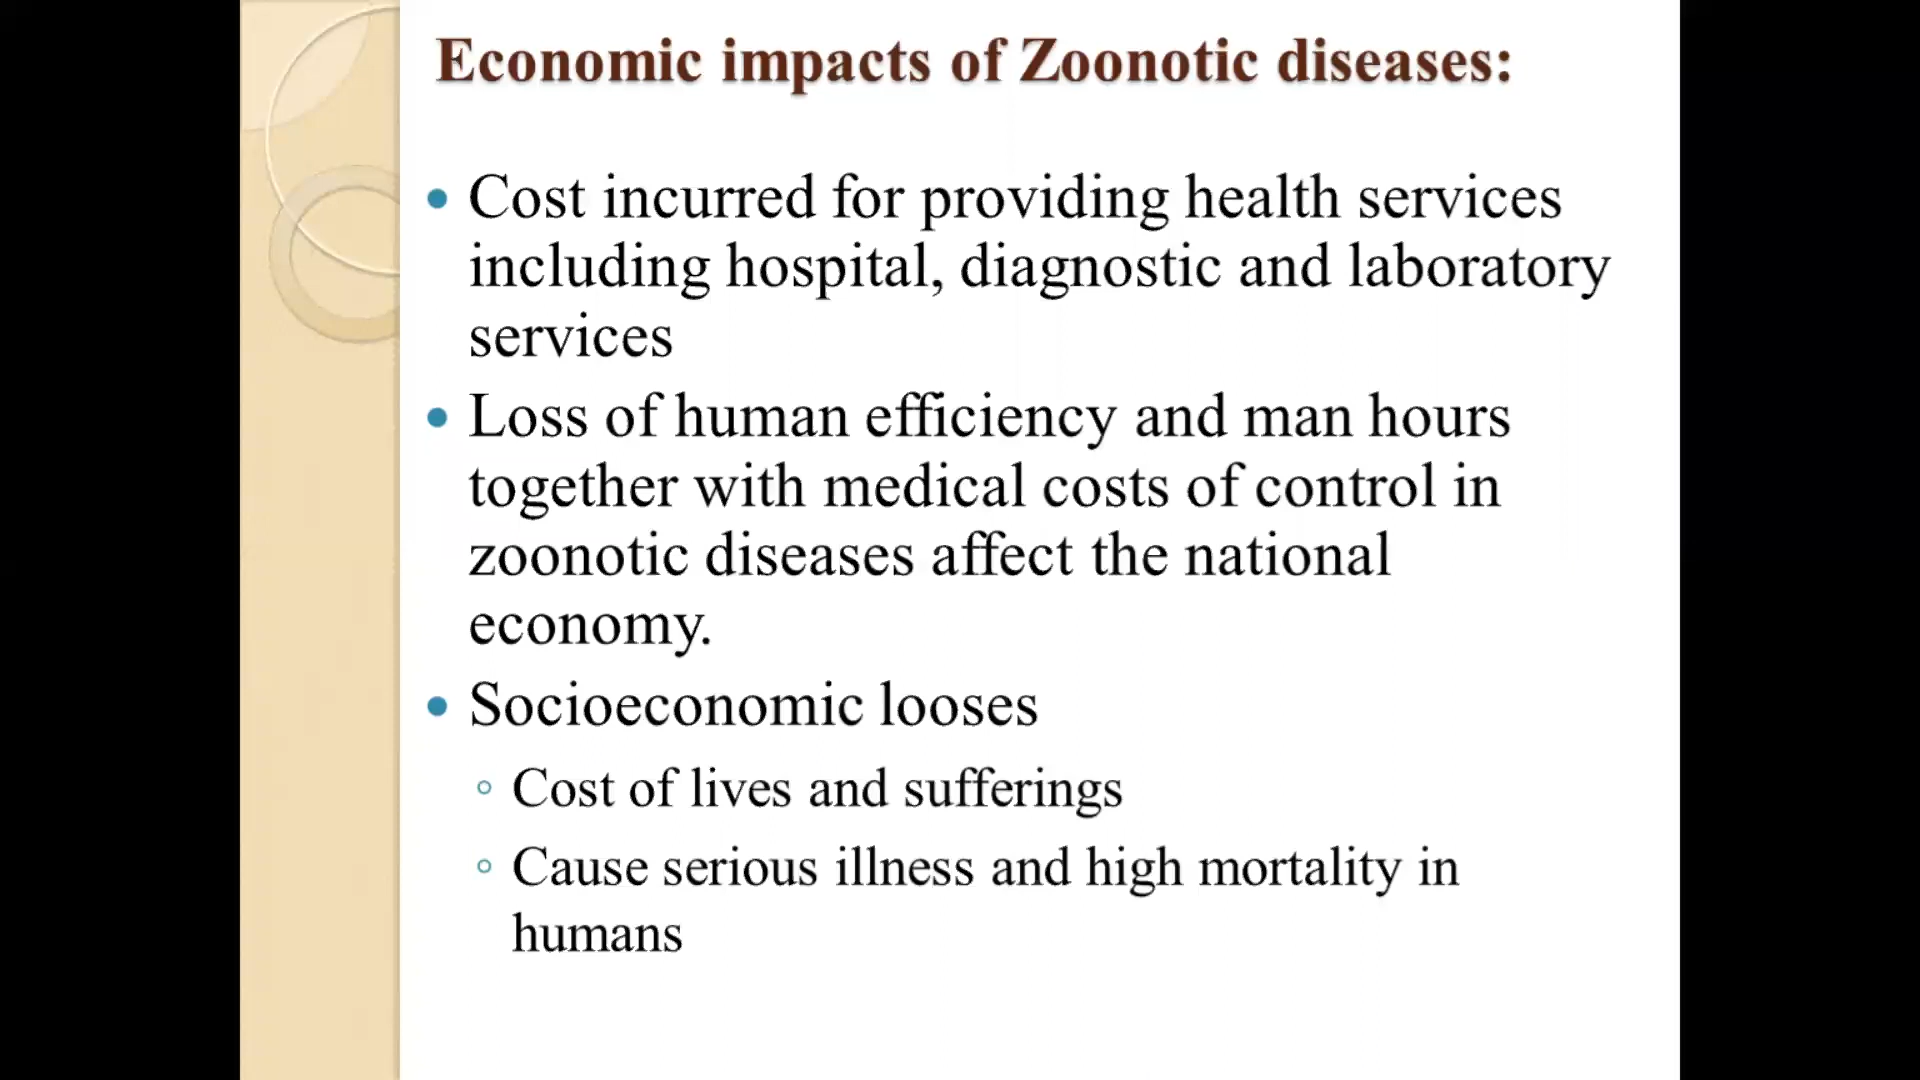 Economic impacts of Zoonotic diseases:
• Cost incurred for providing health services
including hospital, diagnostic and laboratory
services
• Loss of human efficiency and man hours
together with medical costs of control in
zoonotic diseases affect the national
economy.
• Socioeconomic looses
◦ Cost of lives and sufferings
◦ Cause serious illness and high mortality in
humans